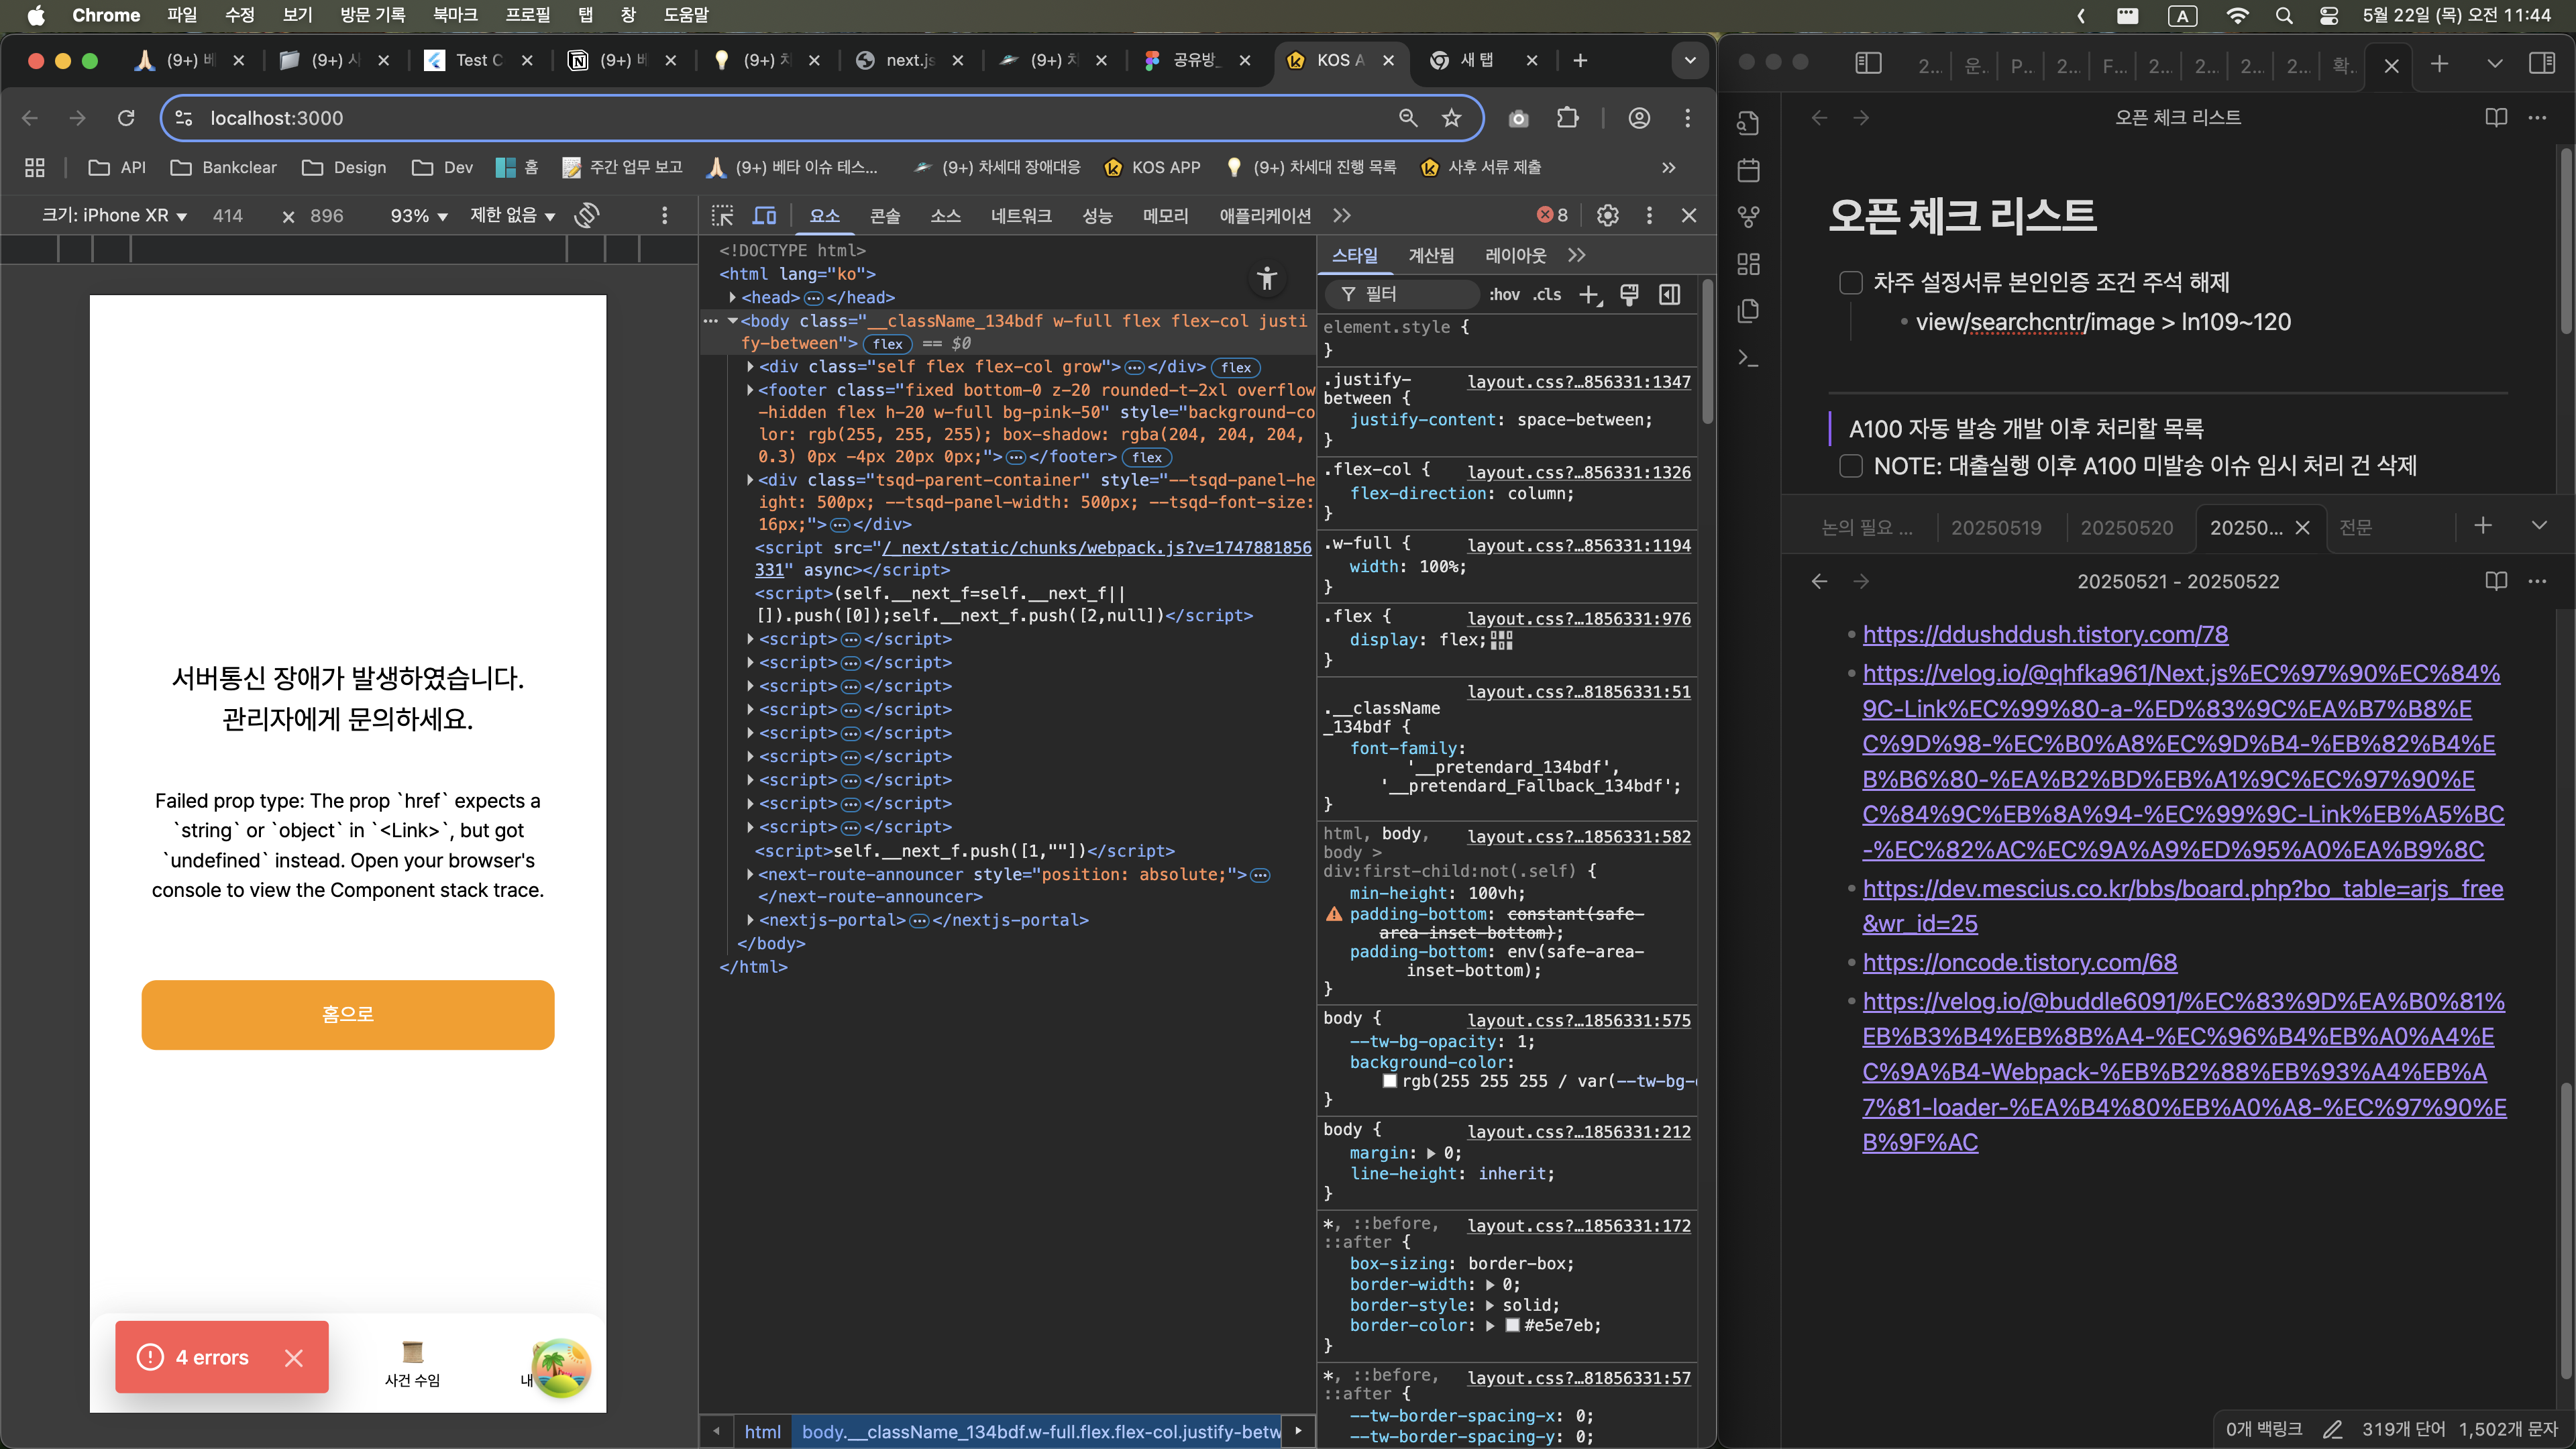 Chrome 파일 수정 보기 방문 기록 북마크 프로필 탭 창 도움말
A 5월 22일 (목) 오전 11:44
(9+) 베 (9+) 시 Test C (9+) 베 (9+) 차 next.js (9+) 차 공유방_ KOS A 새 탭
localhost:3000
API Bankclear Design Dev 홈 주간 업무 보고 (9+) 베타 이슈 테스... (9+) 차세대 장애대응 KOS APP (9+) 차세대 진행 목록 사후 서류 제출
크기: iPhone XR 414 × 896 93% 제한 없음
요소 콘솔 소스 네트워크 성능 메모리 애플리케이션 8
서버통신 장애가 발생하였습니다.
관리자에게 문의하세요.
Failed prop type: The prop `href` expects a
`string` or `object` in `<Link>`, but got
`undefined` instead. Open your browser's
console to view the Component stack trace.
홈으로
4 errors
사건 수임
내
<!DOCTYPE html>
<html lang="ko">
<head>…</head>
<body class="__className_134bdf w-full flex flex-col justi
fy-between"> flex == $0
<div class="self flex flex-col grow">…</div> flex
<footer class="fixed bottom-0 z-20 rounded-t-2xl overflow
-hidden flex h-20 w-full bg-pink-50" style="background-co
lor: rgb(255, 255, 255); box-shadow: rgba(204, 204, 204,
0.3) 0px -4px 20px 0px;">…</footer> flex
<div class="tsqd-parent-container" style="--tsqd-panel-he
ight: 500px; --tsqd-panel-width: 500px; --tsqd-font-size:
16px;">…</div>
<script src="/_next/static/chunks/webpack.js?v=1747881856
331" async></script>
<script>(self.__next_f=self.__next_f||
[]).push([0]);self.__next_f.push([2,null])</script>
<script>…</script>
<script>…</script>
<script>…</script>
<script>…</script>
<script>…</script>
<script>…</script>
<script>…</script>
<script>…</script>
<script>…</script>
<script>self.__next_f.push([1,""])</script>
<next-route-announcer style="position: absolute;">…
</next-route-announcer>
<nextjs-portal>…</nextjs-portal>
</body>
</html>
html body.__className_134bdf.w-full.flex.flex-col.justify-betw
스타일 계산됨 레이아웃
필터 :hov .cls
element.style {
}
.justify-
between { layout.css?…856331:1347
justify-content: space-between;
}
.flex-col { layout.css?…856331:1326
flex-direction: column;
}
.w-full { layout.css?…856331:1194
width: 100%;
}
.flex { layout.css?…1856331:976
display: flex;
}
layout.css?…81856331:51
.__className
_134bdf {
font-family:
'__pretendard_134bdf',
'__pretendard_Fallback_134bdf';
}
html, body, layout.css?…1856331:582
body >
div:first-child:not(.self) {
min-height: 100vh;
padding-bottom: constant(safe-
area-inset-bottom);
padding-bottom: env(safe-area-
inset-bottom);
}
body { layout.css?…1856331:575
--tw-bg-opacity: 1;
background-color:
rgb(255 255 255 / var(--tw-bg-
}
body { layout.css?…1856331:212
margin: 0;
line-height: inherit;
}
*, ::before, layout.css?…1856331:172
::after {
box-sizing: border-box;
border-width: 0;
border-style: solid;
border-color: #e5e7eb;
}
*, ::before, layout.css?…81856331:57
::after {
--tw-border-spacing-x: 0;
--tw-border-spacing-y: 0;
2... 운.. P... 2... F... 2... 2... 2... 2... 확..
오픈 체크 리스트
오픈 체크 리스트
차주 설정서류 본인인증 조건 주석 해제
view/searchcntr/image > ln109~120
A100 자동 발송 개발 이후 처리할 목록
NOTE: 대출실행 이후 A100 미발송 이슈 임시 처리 건 삭제
논의 필요 ... 20250519 20250520 20250... 전문
20250521 - 20250522
https://ddushddush.tistory.com/78
https://velog.io/@qhfka961/Next.js%EC%97%90%EC%84%
9C-Link%EC%99%80-a-%ED%83%9C%EA%B7%B8%E
C%9D%98-%EC%B0%A8%EC%9D%B4-%EB%82%B4%E
B%B6%80-%EA%B2%BD%EB%A1%9C%EC%97%90%E
C%84%9C%EB%8A%94-%EC%99%9C-Link%EB%A5%BC
-%EC%82%AC%EC%9A%A9%ED%95%A0%EA%B9%8C
https://dev.mescius.co.kr/bbs/board.php?bo_table=arjs_free
&wr_id=25
https://oncode.tistory.com/68
https://velog.io/@buddle6091/%EC%83%9D%EA%B0%81%
EB%B3%B4%EB%8B%A4-%EC%96%B4%EB%A0%A4%E
C%9A%B4-Webpack-%EB%B2%88%EB%93%A4%EB%A
7%81-loader-%EA%B4%80%EB%A0%A8-%EC%97%90%E
B%9F%AC
0개 백링크 319개 단어 1,502개 문자